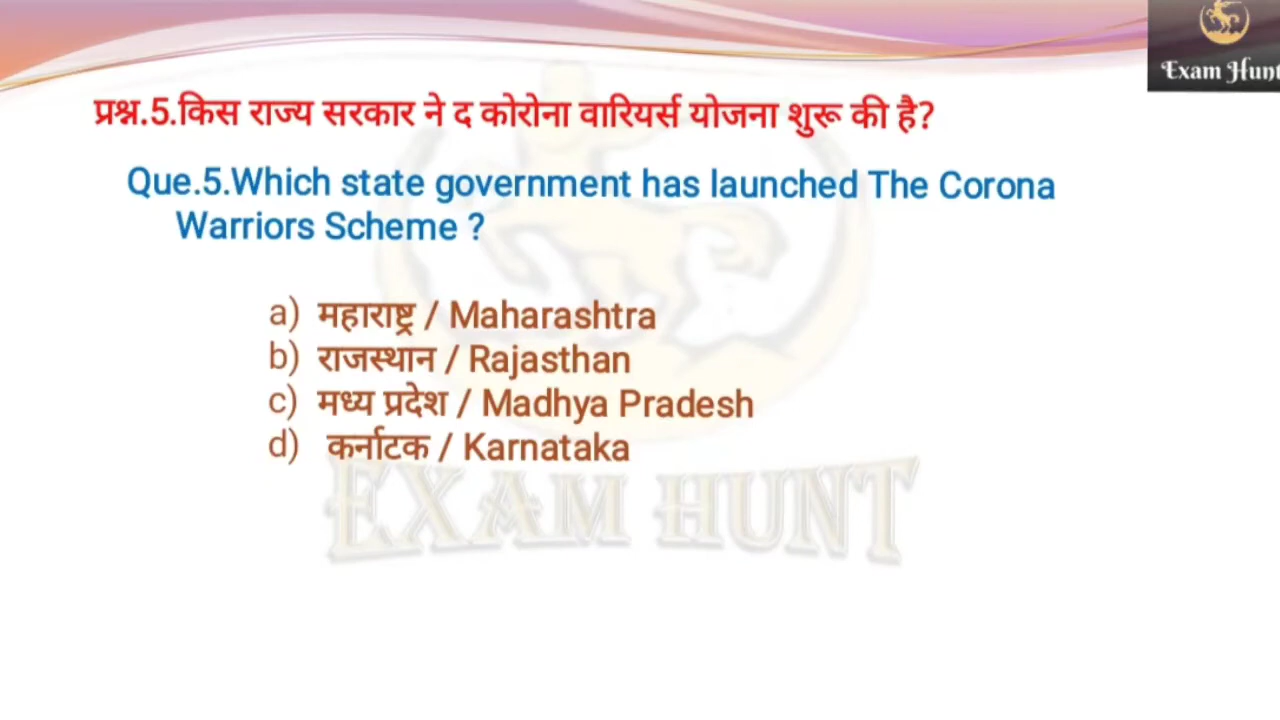 Exam Hunt
प्रश्न.5.किस राज्य सरकार ने द कोरोना वारियर्स योजना शुरू की है?
Que.5.Which state government has launched The Corona
Warriors Scheme ?
a) महाराष्ट्र / Maharashtra
b) राजस्थान / Rajasthan
c) मध्य प्रदेश / Madhya Pradesh
d) कर्नाटक / Karnataka
EXAM HUNT